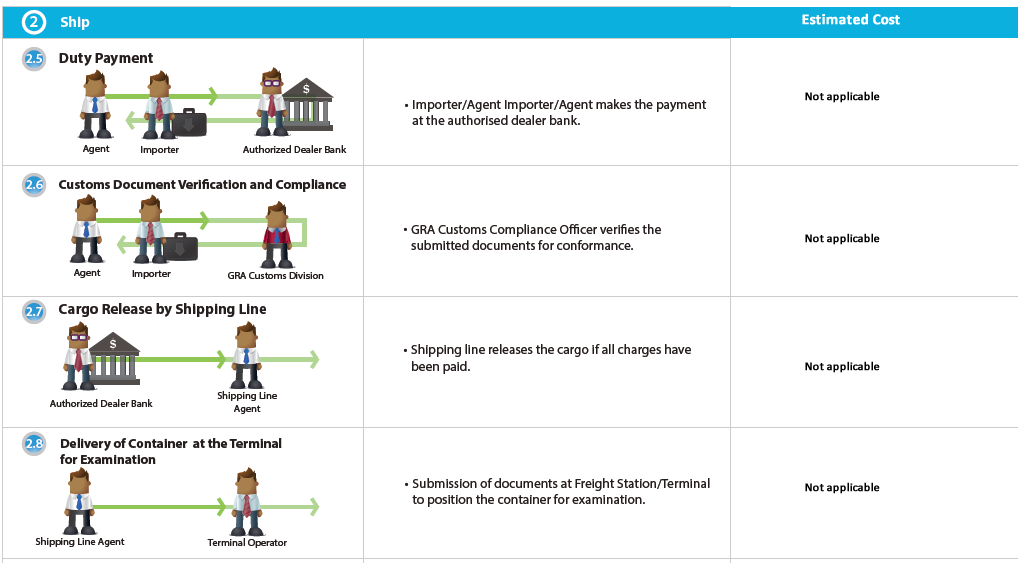 2 Ship Estimated Cost
2.5 Duty Payment
$
Agent Importer Authorized Dealer Bank
• Importer/Agent Importer/Agent makes the payment
at the authorised dealer bank.
Not applicable
2.6 Customs Document Verification and Compliance
Agent Importer GRA Customs Division
• GRA Customs Compliance Officer verifies the
submitted documents for conformance.
Not applicable
2.7 Cargo Release by Shipping Line
$
Authorized Dealer Bank
Shipping Line
Agent
• Shipping line releases the cargo if all charges have
been paid.
Not applicable
2.8 Delivery of Container at the Terminal
for Examination
Shipping Line Agent Terminal Operator
• Submission of documents at Freight Station/Terminal
to position the container for examination.
Not applicable